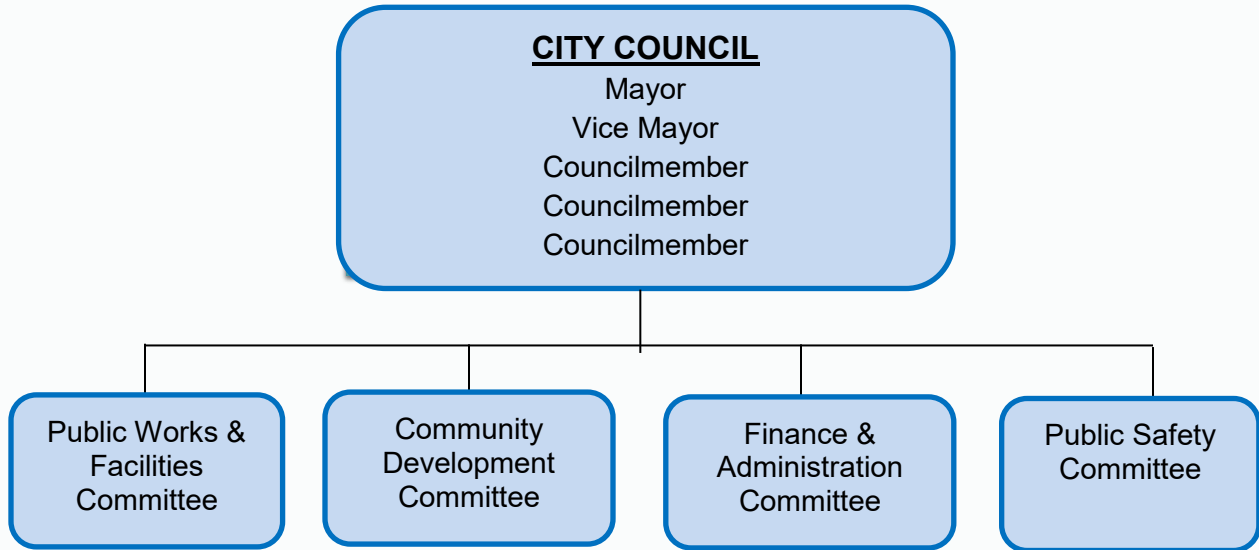 CITY COUNCIL
Mayor
Vice Mayor
Councilmember
Councilmember
Councilmember
Public Works &
Facilities
Committee
Community
Development
Committee
Finance &
Administration
Committee
Public Safety
Committee